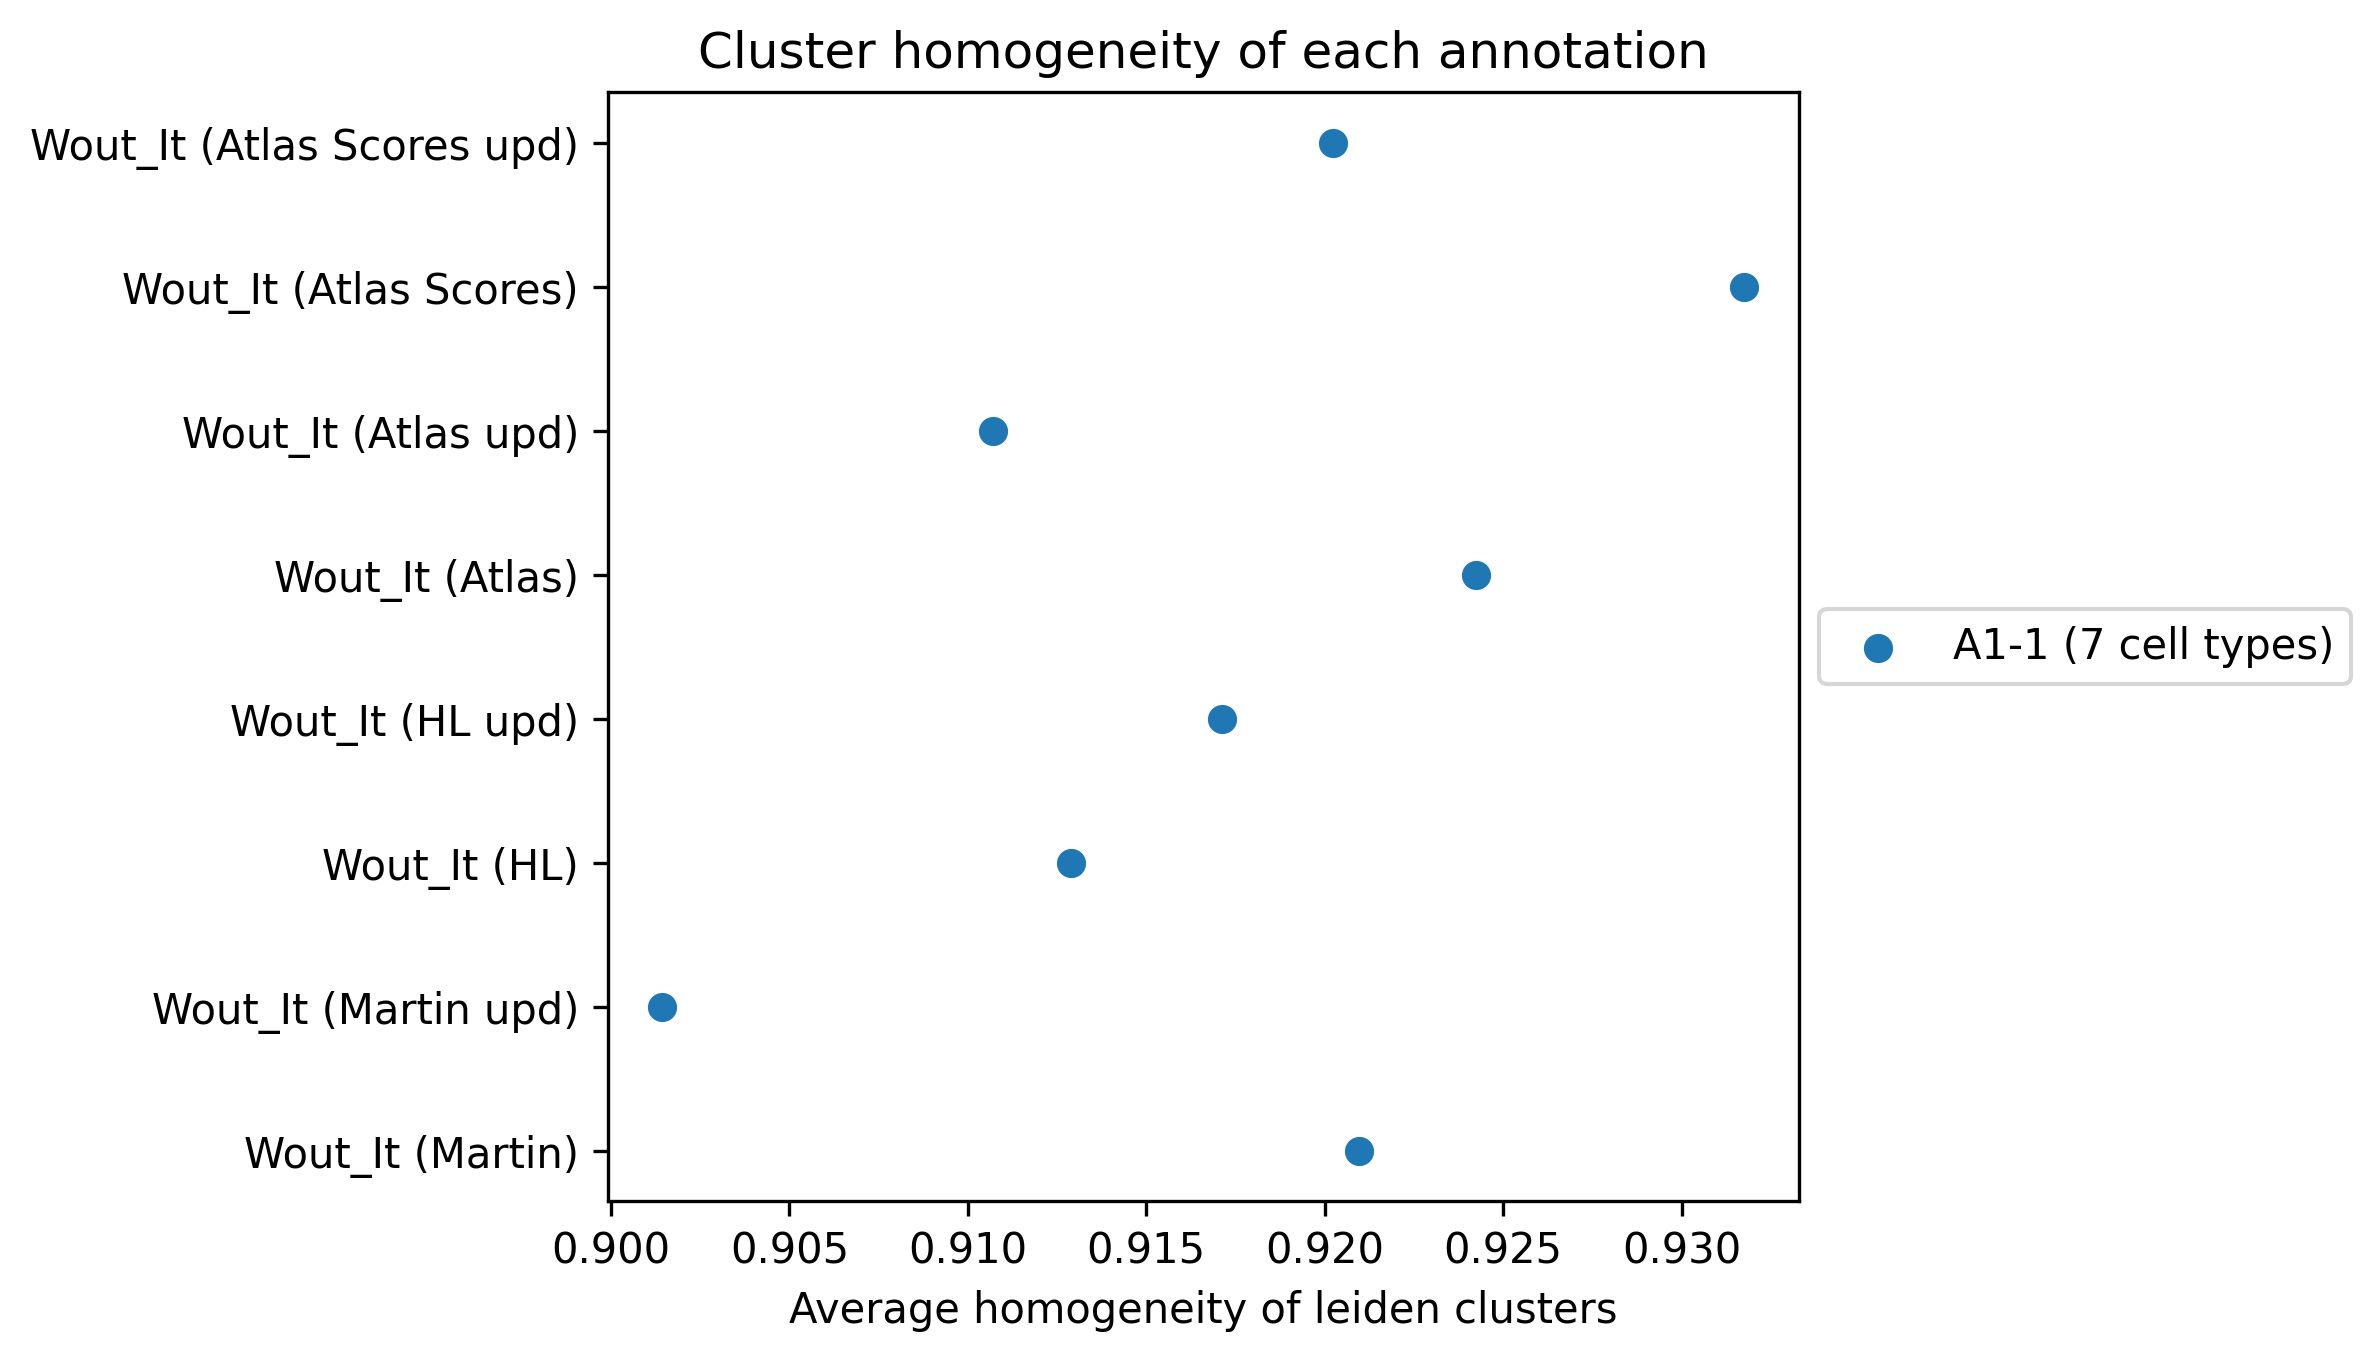 Cluster homogeneity of each annotation
Wout_It (Atlas Scores upd)
Wout_It (Atlas Scores)
Wout_It (Atlas upd)
Wout_It (Atlas)
Wout_It (HL upd)
Wout_It (HL)
Wout_It (Martin upd)
Wout_It (Martin)
A1-1 (7 cell types)
0.900 0.905 0.910 0.915 0.920 0.925 0.930
Average homogeneity of leiden clusters